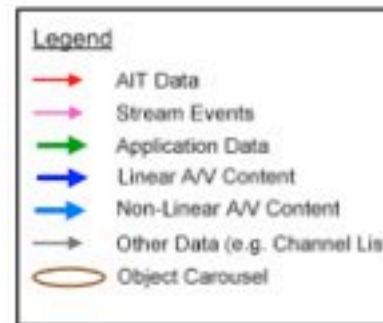 Legend
AIT Data
Stream Events
Application Data
Linear A/V Content
Non-Linear A/V Content
Other Data (e.g. Channel Lis
Object Carousel